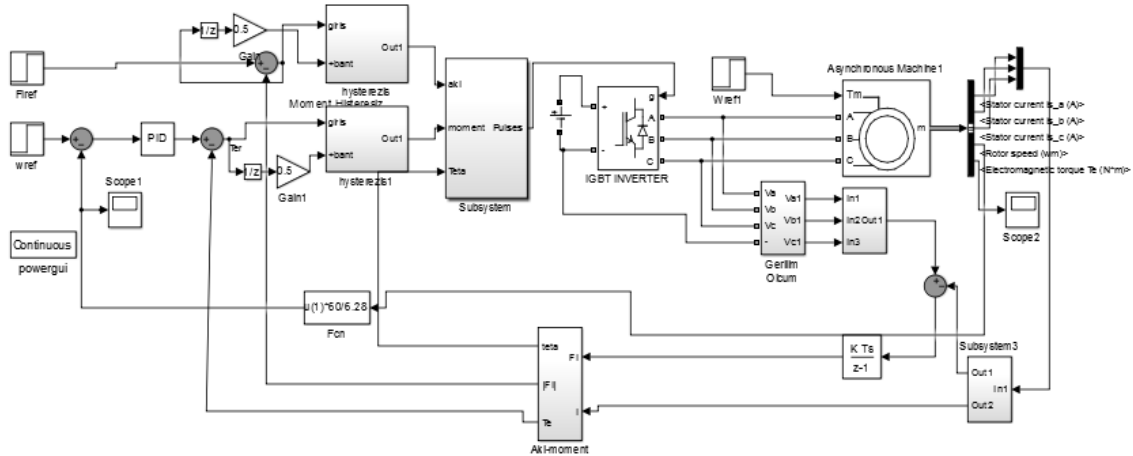 FIref
wref
1/z
0.5
Gain
giris
+bant
Out1
hysterezis
Moment Histeresiz
giris
+bant
Out1
hysterezis1
PID
Ter
1/z
0.5
Gain1
Scope1
Continuous
powergui
aki
moment
Teta
Pulses
Subsystem
+
-
g
A
B
C
IGBT INVERTER
Wref1
Asynchronous Machine1
Tm
A
B
C
m
<Stator current is_a (A)>
<Stator current is_b (A)>
<Stator current is_c (A)>
<Rotor speed (wm)>
<Electromagnetic torque Te (N*m)>
Scope2
Va
Vb
Vc
-
Va1
Vb1
Vc1
Gerilim
Olcum
In1
In2
In3
Out1
u(1)*60/6.28
Fcn
teta
|FI|
Te
FI
I
Aki-moment
K Ts
z-1
Subsystem3
Out1
Out2
In1